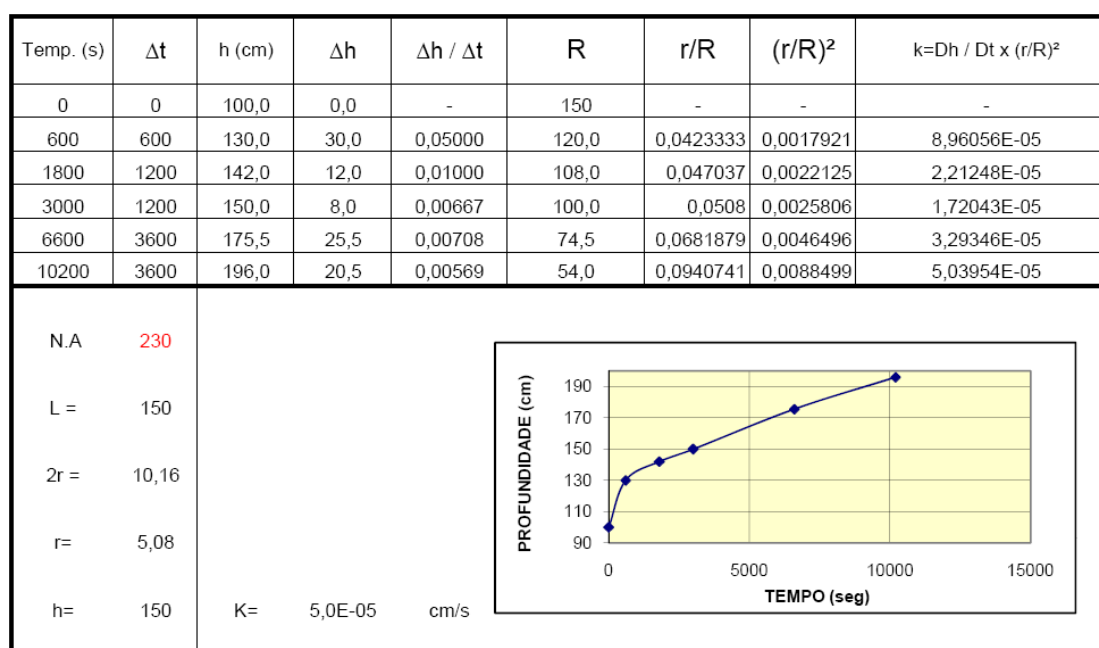 Temp. (s) Δt h (cm) Δh Δh / Δt R r/R (r/R)² k=Dh / Dt x (r/R)²
0 0 100,0 0,0 - 150 - - -
600 600 130,0 30,0 0,05000 120,0 0,0423333 0,0017921 8,96056E-05
1800 1200 142,0 12,0 0,01000 108,0 0,047037 0,0022125 2,21248E-05
3000 1200 150,0 8,0 0,00667 100,0 0,0508 0,0025806 1,72043E-05
6600 3600 175,5 25,5 0,00708 74,5 0,0681879 0,0046496 3,29346E-05
10200 3600 196,0 20,5 0,00569 54,0 0,0940741 0,0088499 5,03954E-05
N.A 230
L = 150
2r = 10,16
r= 5,08
h= 150 K= 5,0E-05 cm/s
PROFUNDIDADE (cm)
190
170
150
130
110
90
0 5000 10000 15000
TEMPO (seg)